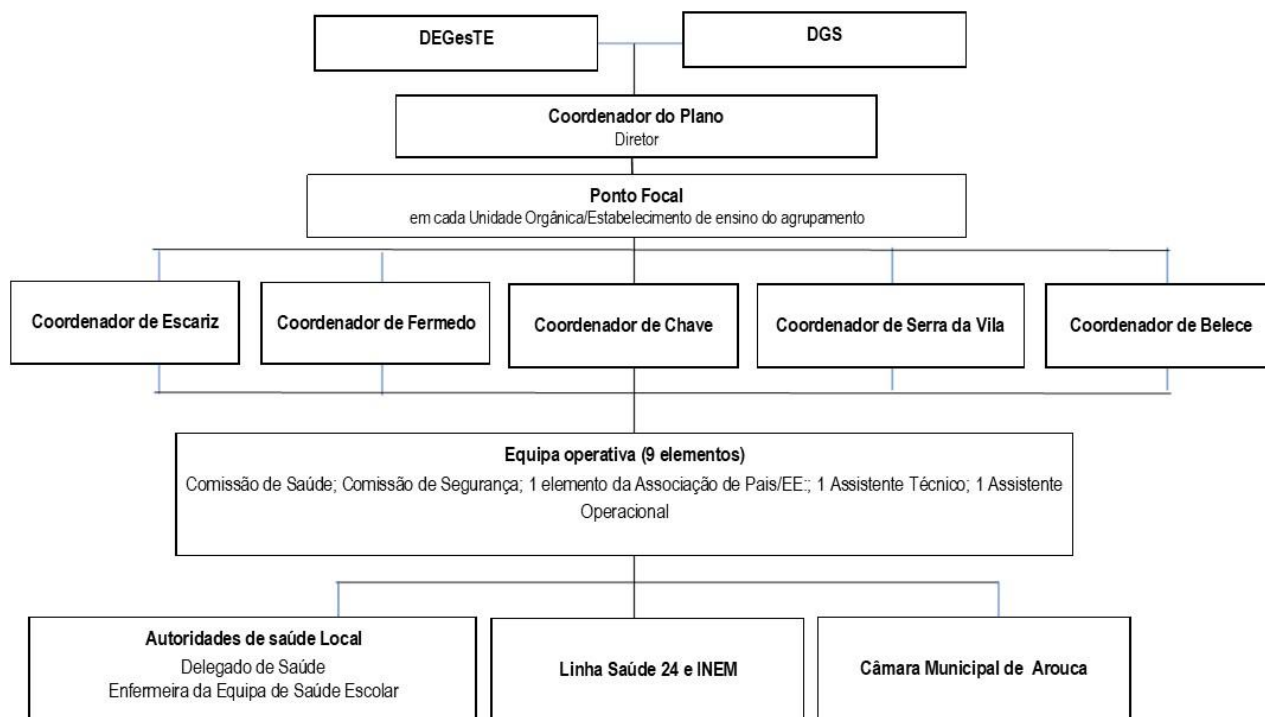 DEGesTE
DGS
Coordenador do Plano
Diretor
Ponto Focal
em cada Unidade Orgânica/Estabelecimento de ensino do agrupamento
Coordenador de Escariz
Coordenador de Fermedo
Coordenador de Chave
Coordenador de Serra da Vila
Coordenador de Belece
Equipa operativa (9 elementos)
Comissão de Saúde; Comissão de Segurança; 1 elemento da Associação de Pais/EE:; 1 Assistente Técnico; 1 Assistente
Operacional
Autoridades de saúde Local
Delegado de Saúde
Enfermeira da Equipa de Saúde Escolar
Linha Saúde 24 e INEM
Câmara Municipal de Arouca